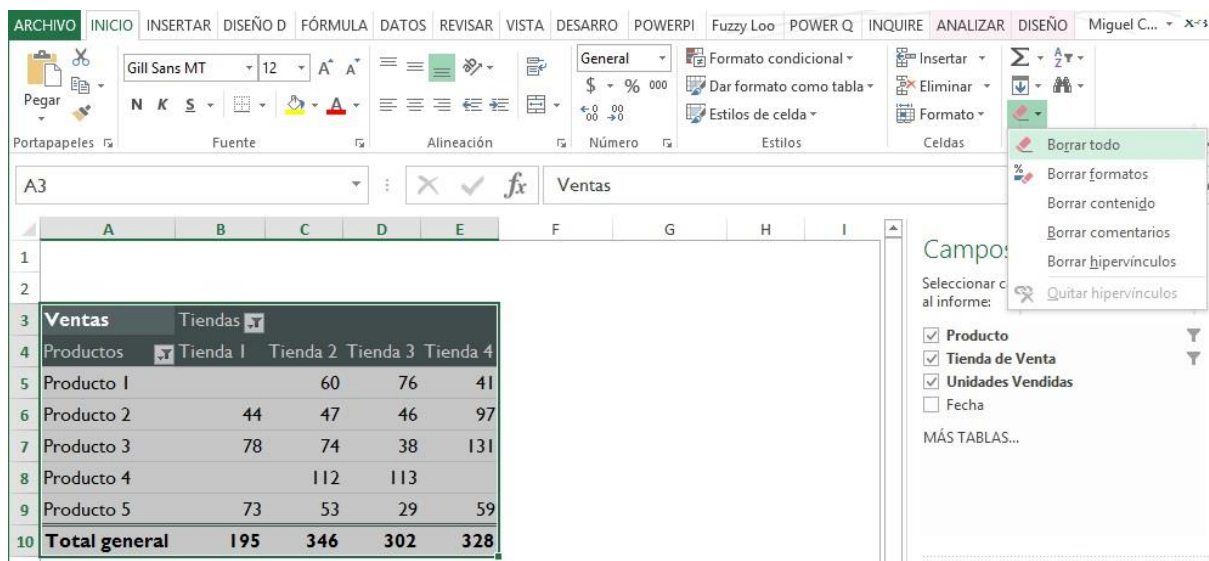 ARCHIVO INICIO INSERTAR DISEÑO D FÓRMULA DATOS REVISAR VISTA DESARRO POWERPI Fuzzy Loo POWER Q INQUIRE ANALIZAR DISEÑO Miguel C...
Pegar
Gill Sans MT 12
N K S
General
$ % 000
Formato condicional
Dar formato como tabla
Estilos de celda
Insertar
Eliminar
Formato
Portapapeles Fuente Alineación Número Estilos Celdas
Borrar todo
Borrar formatos
Borrar contenido
Borrar comentarios
Borrar hipervínculos
Quitar hipervínculos
A3 fx Ventas
A B C D E F G H I
1
2
3 Ventas Tiendas
4 Productos Tienda 1 Tienda 2 Tienda 3 Tienda 4
5 Producto 1 60 76 41
6 Producto 2 44 47 46 97
7 Producto 3 78 74 38 131
8 Producto 4 112 113
9 Producto 5 73 53 29 59
10 Total general 195 346 302 328
Campos
Seleccionar c
al informe:
Producto
Tienda de Venta
Unidades Vendidas
Fecha
MÁS TABLAS...